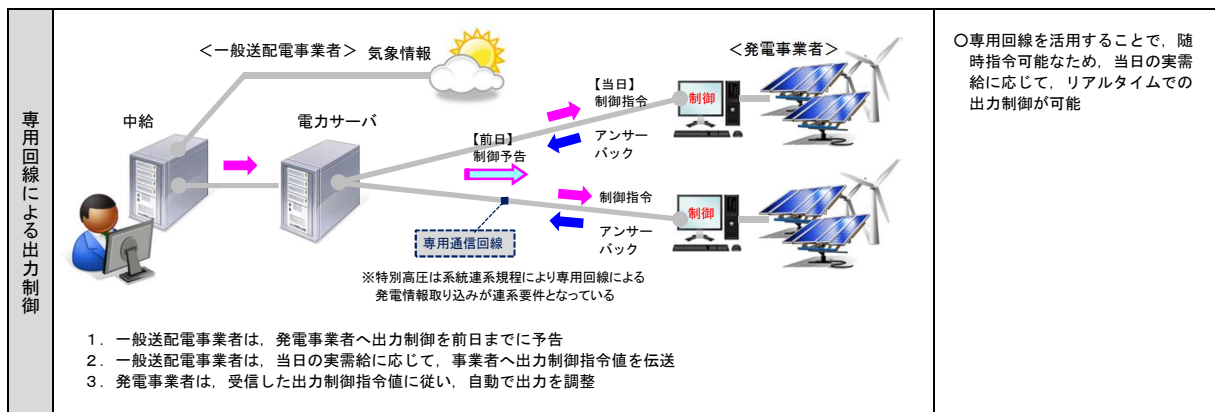 専用回線による出力制御
＜一般送配電事業者＞
気象情報
＜発電事業者＞
中給
電力サーバ
【前日】
制御予告
【当日】
制御指令
アンサー
バック
制御
制御指令
アンサー
バック
制御
専用通信回線
※特別高圧は系統連系規程により専用回線による
発電情報取り込みが連系要件となっている
１．一般送配電事業者は，発電事業者へ出力制御を前日までに予告
２．一般送配電事業者は，当日の実需給に応じて，事業者へ出力制御指令値を伝送
３．発電事業者は，受信した出力制御指令値に従い，自動で出力を調整
○専用回線を活用することで，随
時指令可能なため，当日の実需
給に応じて，リアルタイムでの
出力制御が可能